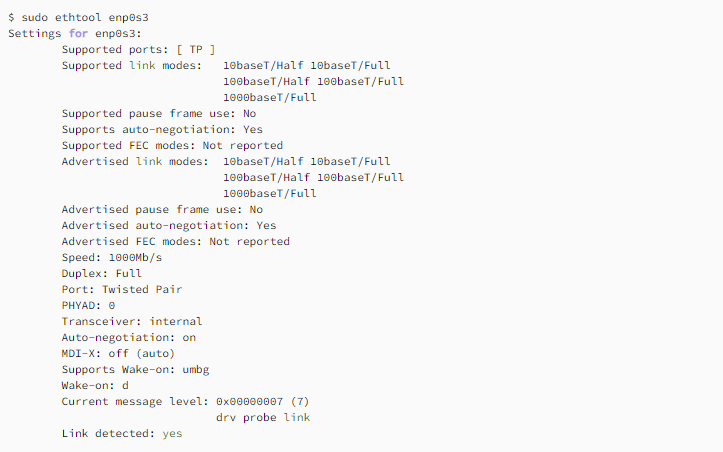 $ sudo ethtool enp0s3
Settings for enp0s3:
Supported ports: [ TP ]
Supported link modes: 10baseT/Half 10baseT/Full
100baseT/Half 100baseT/Full
1000baseT/Full
Supported pause frame use: No
Supports auto-negotiation: Yes
Supported FEC modes: Not reported
Advertised link modes: 10baseT/Half 10baseT/Full
100baseT/Half 100baseT/Full
1000baseT/Full
Advertised pause frame use: No
Advertised auto-negotiation: Yes
Advertised FEC modes: Not reported
Speed: 1000Mb/s
Duplex: Full
Port: Twisted Pair
PHYAD: 0
Transceiver: internal
Auto-negotiation: on
MDI-X: off (auto)
Supports Wake-on: umbg
Wake-on: d
Current message level: 0x00000007 (7)
drv probe link
Link detected: yes